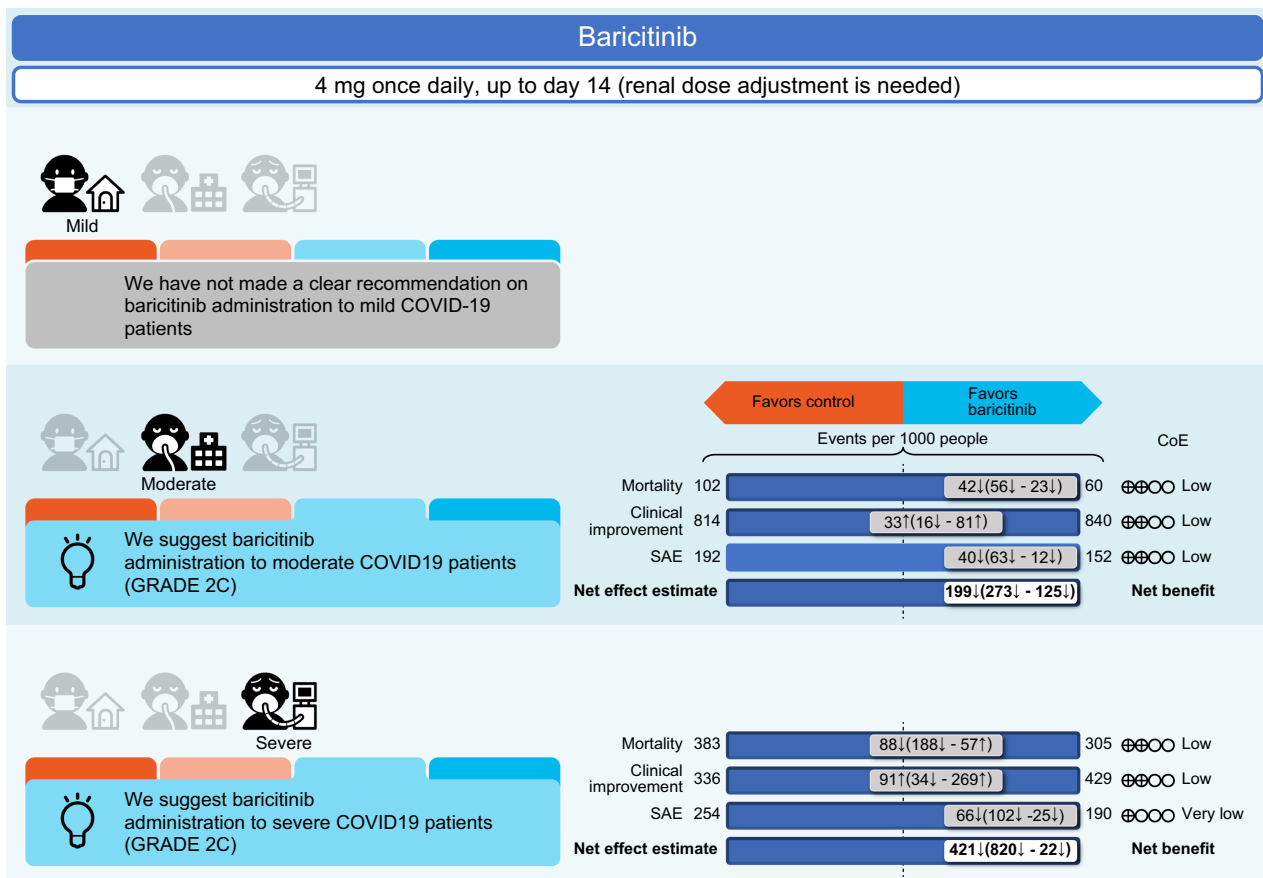 Baricitinib
4 mg once daily, up to day 14 (renal dose adjustment is needed)
Mild
We have not made a clear recommendation on
baricitinib administration to mild COVID-19
patients
Moderate
We suggest baricitinib
administration to moderate COVID19 patients
(GRADE 2C)
Favors control
Favors
baricitinib
Events per 1000 people
CoE
Mortality 102 42↓(56↓ - 23↓) 60 ⊕⊕○○ Low
Clinical
improvement 814 33↑(16↓ - 81↑) 840 ⊕⊕○○ Low
SAE 192 40↓(63↓ - 12↓) 152 ⊕⊕○○ Low
Net effect estimate 199↓(273↓ - 125↓) Net benefit
Severe
We suggest baricitinib
administration to severe COVID19 patients
(GRADE 2C)
Mortality 383 88↓(188↓ - 57↑) 305 ⊕⊕○○ Low
Clinical
improvement 336 91↑(34↓ - 269↑) 429 ⊕⊕○○ Low
SAE 254 66↓(102↓ -25↓) 190 ⊕○○○ Very low
Net effect estimate 421↓(820↓ - 22↓) Net benefit